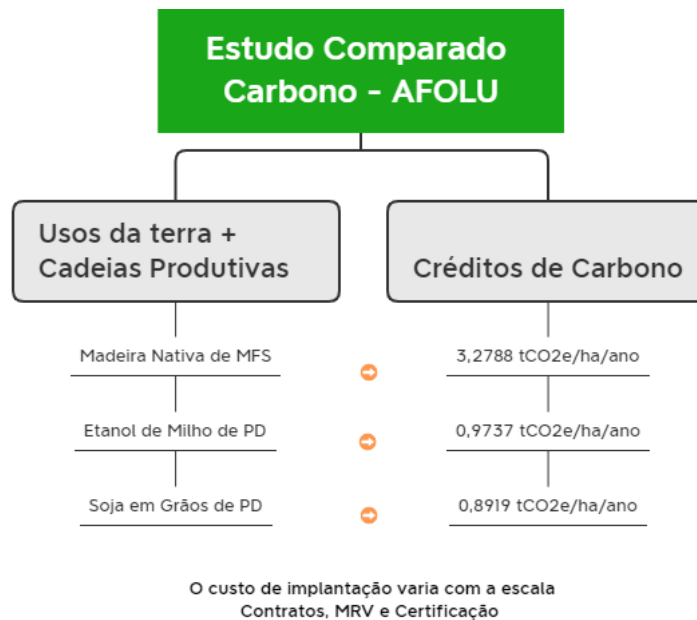 Estudo Comparado
Carbono - AFOLU
Usos da terra +
Cadeias Produtivas
Créditos de Carbono
Madeira Nativa de MFS
3,2788 tCO2e/ha/ano
Etanol de Milho de PD
0,9737 tCO2e/ha/ano
Soja em Grãos de PD
0,8919 tCO2e/ha/ano
O custo de implantação varia com a escala
Contratos, MRV e Certificação